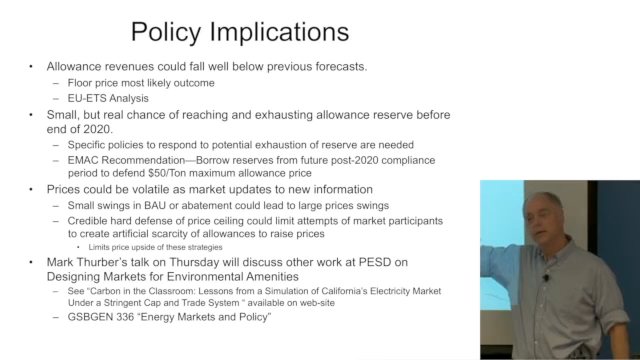 Policy Implications
• Allowance revenues could fall well below previous forecasts.
– Floor price most likely outcome
– EU-ETS Analysis
• Small, but real chance of reaching and exhausting allowance reserve before
end of 2020.
– Specific policies to respond to potential exhaustion of reserve are needed
– EMAC Recommendation—Borrow reserves from future post-2020 compliance
period to defend $50/Ton maximum allowance price
• Prices could be volatile as market updates to new information
– Small swings in BAU or abatement could lead to large prices swings
– Credible hard defense of price ceiling could limit attempts of market participants
to create artificial scarcity of allowances to raise prices
• Limits price upside of these strategies
• Mark Thurber's talk on Thursday will discuss other work at PESD on
Designing Markets for Environmental Amenities
– See "Carbon in the Classroom: Lessons from a Simulation of California's Electricity Market
Under a Stringent Cap and Trade System " available on web-site
– GSBGEN 336 "Energy Markets and Policy"